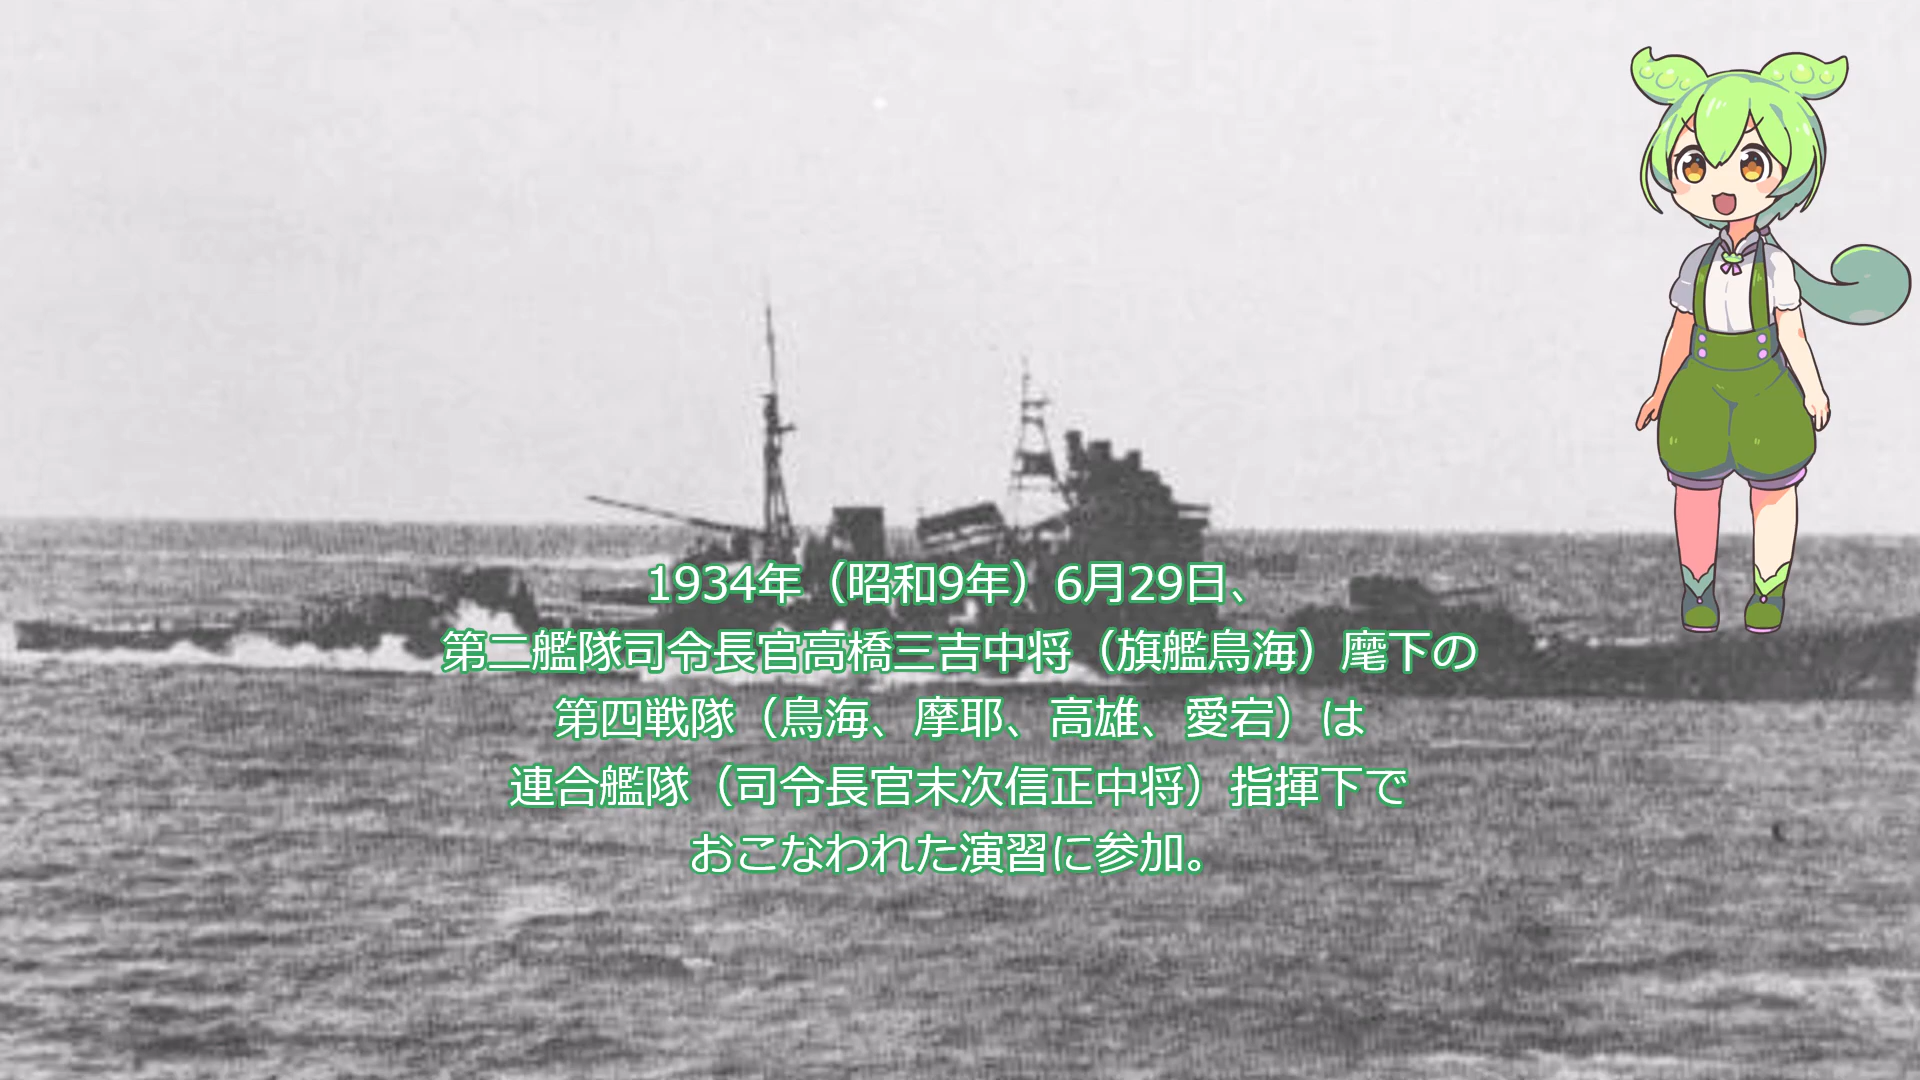 1934年（昭和9年）6月29日、
第二艦隊司令長官高橋三吉中将（旗艦鳥海）麾下の
第四戦隊（鳥海、摩耶、高雄、愛宕）は
連合艦隊（司令長官末次信正中将）指揮下で
おこなわれた演習に参加。